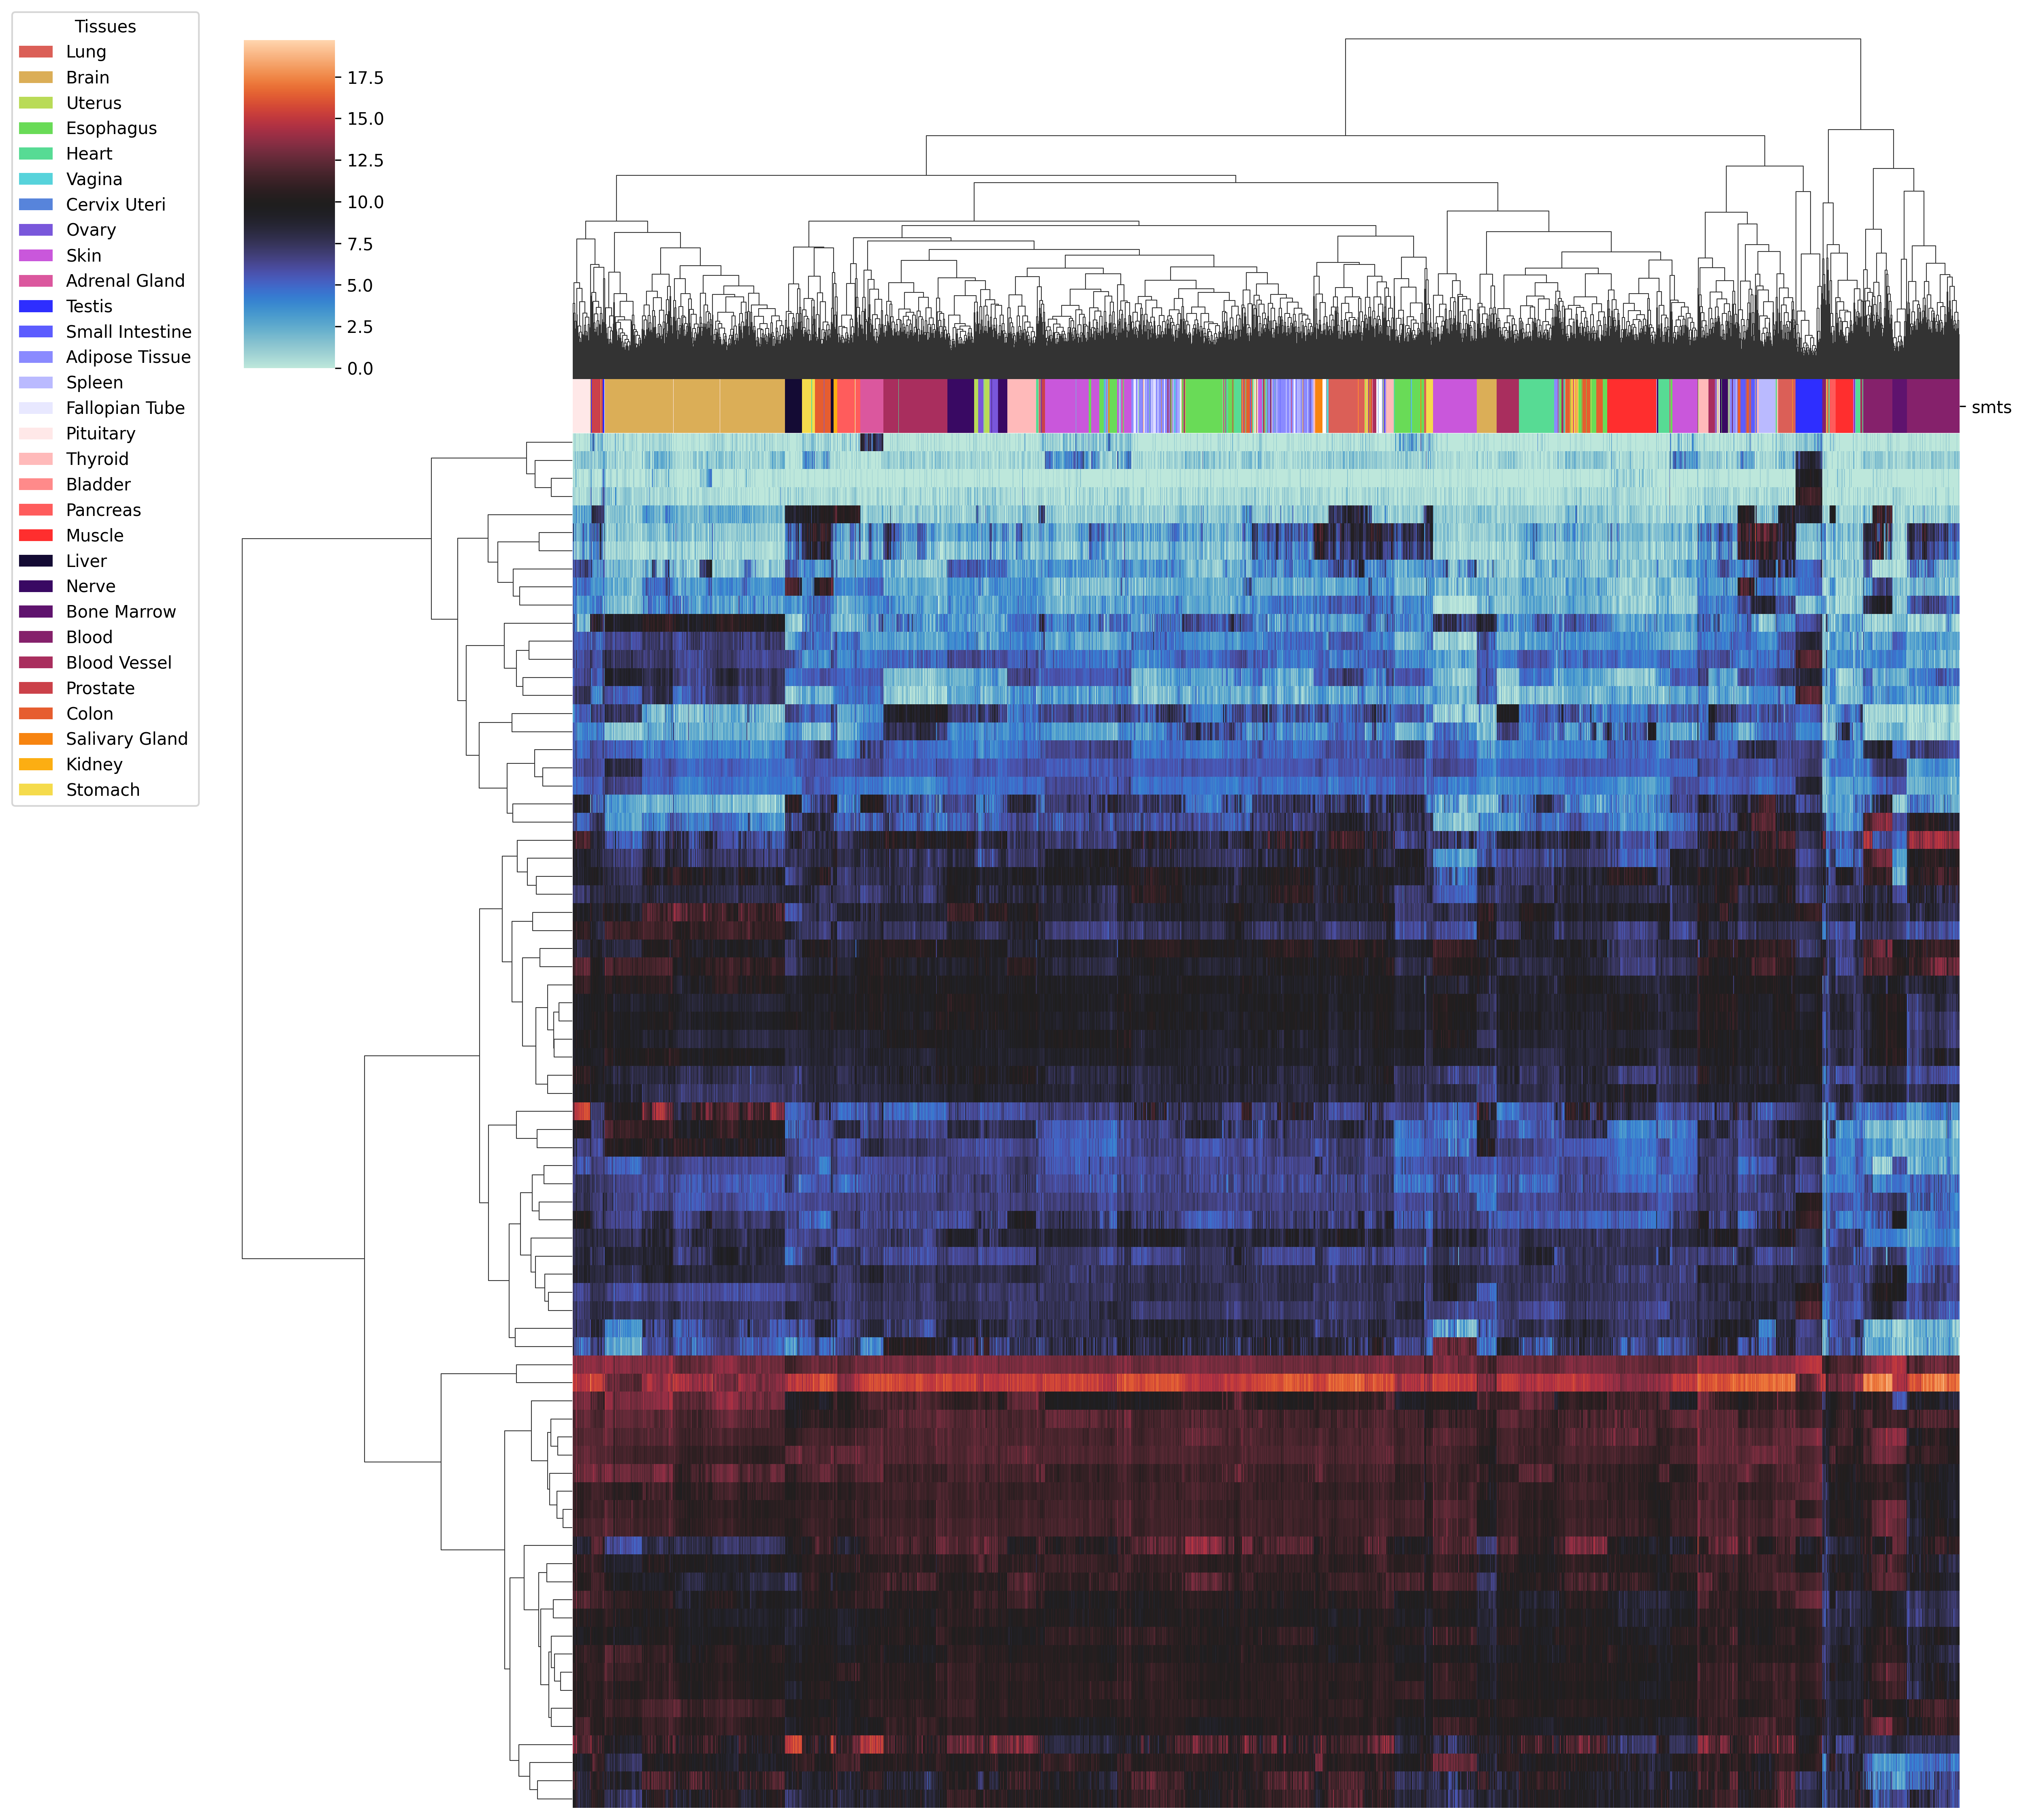 Tissues
Lung
Brain
Uterus
Esophagus
Heart
Vagina
Cervix Uteri
Ovary
Skin
Adrenal Gland
Testis
Small Intestine
Adipose Tissue
Spleen
Fallopian Tube
Pituitary
Thyroid
Bladder
Pancreas
Muscle
Liver
Nerve
Bone Marrow
Blood
Blood Vessel
Prostate
Colon
Salivary Gland
Kidney
Stomach
17.5
15.0
12.5
10.0
7.5
5.0
2.5
0.0
smts